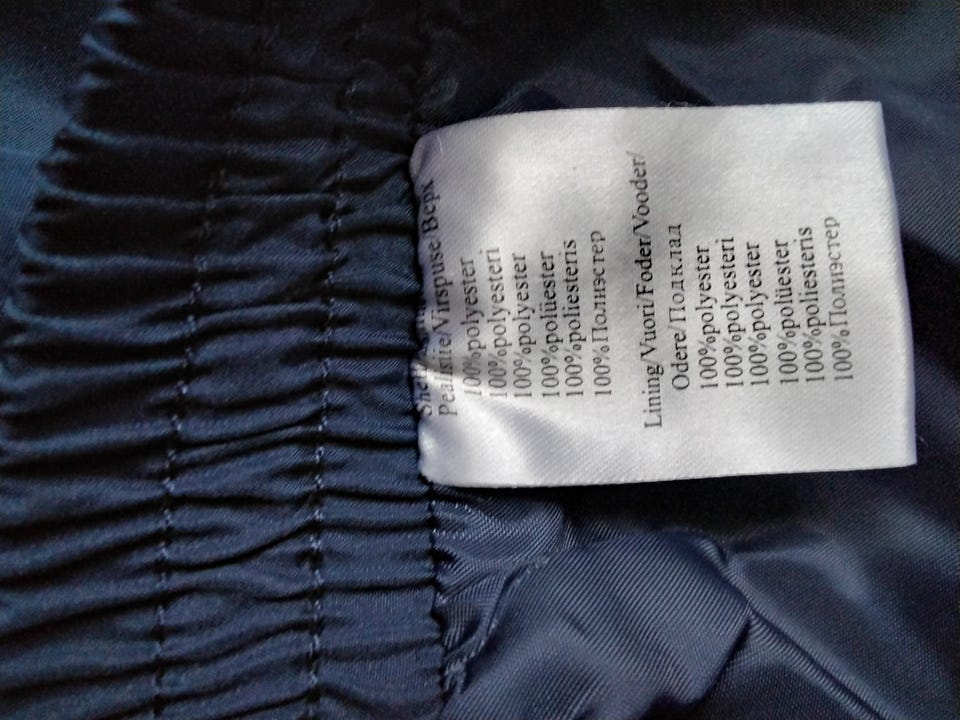 Pealisriie/Virspuse/Верх
100%polyester
100%polyesteri
100%polyester
100%polüester
100%poliesteris
100%Полиэстер
Lining/Vuori/Foder/Vooder/
Odere/Подклад
100%polyester
100%polyesteri
100%polyester
100%polüester
100%poliesteris
100%Полиэстер